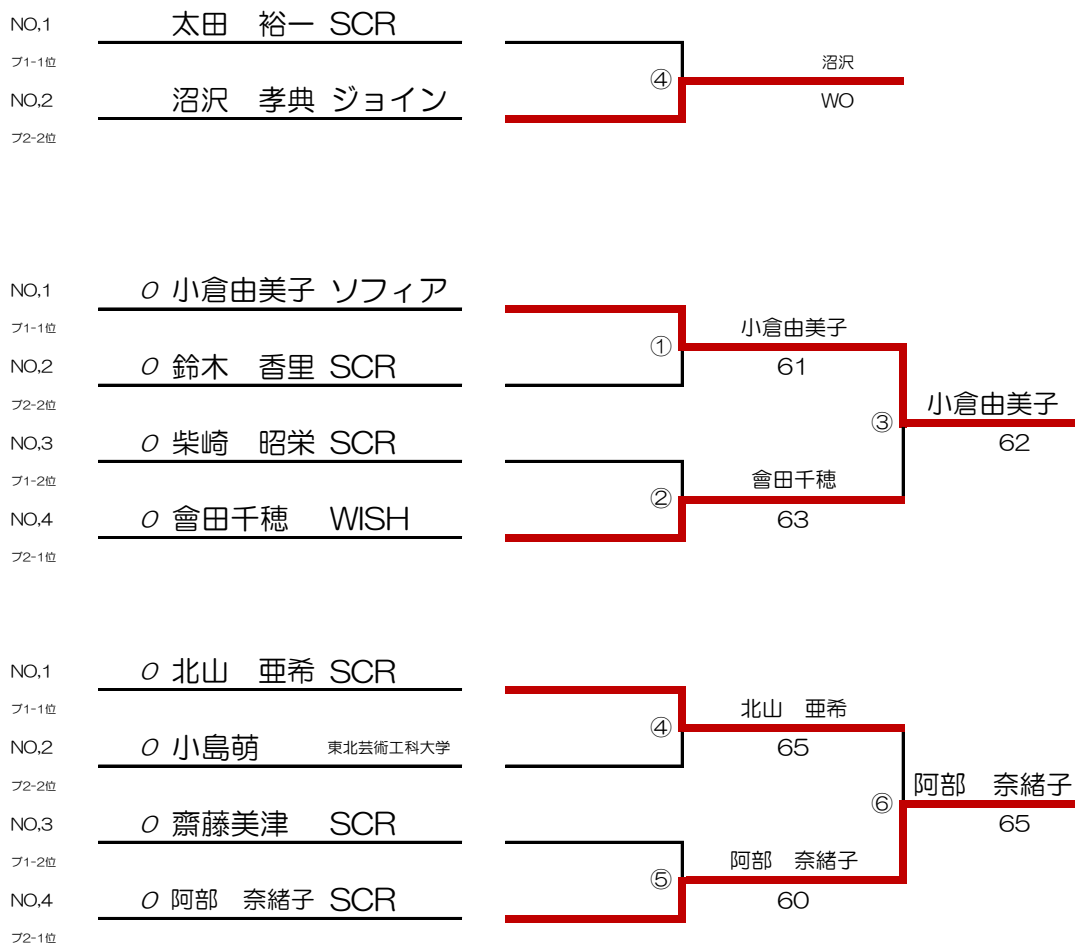 NO,1 太田 裕一 SCR
プ1-1位
沼沢
④
NO,2 沼沢 孝典 ジョイン
WO
プ2-2位
NO,1 0 小倉由美子 ソフィア
プ1-1位
小倉由美子
①
NO,2 0 鈴木 香里 SCR
61
プ2-2位
小倉由美子
③
NO,3 0 柴崎 昭栄 SCR
62
プ1-2位
會田千穂
②
NO,4 0 會田千穂 WISH
63
プ2-1位
NO,1 0 北山 亜希 SCR
プ1-1位
北山 亜希
④
NO,2 0 小島萌 東北芸術工科大学
65
プ2-2位
阿部 奈緒子
⑥
NO,3 0 齋藤美津 SCR
65
プ1-2位
阿部 奈緒子
⑤
NO,4 0 阿部 奈緒子 SCR
60
プ2-1位